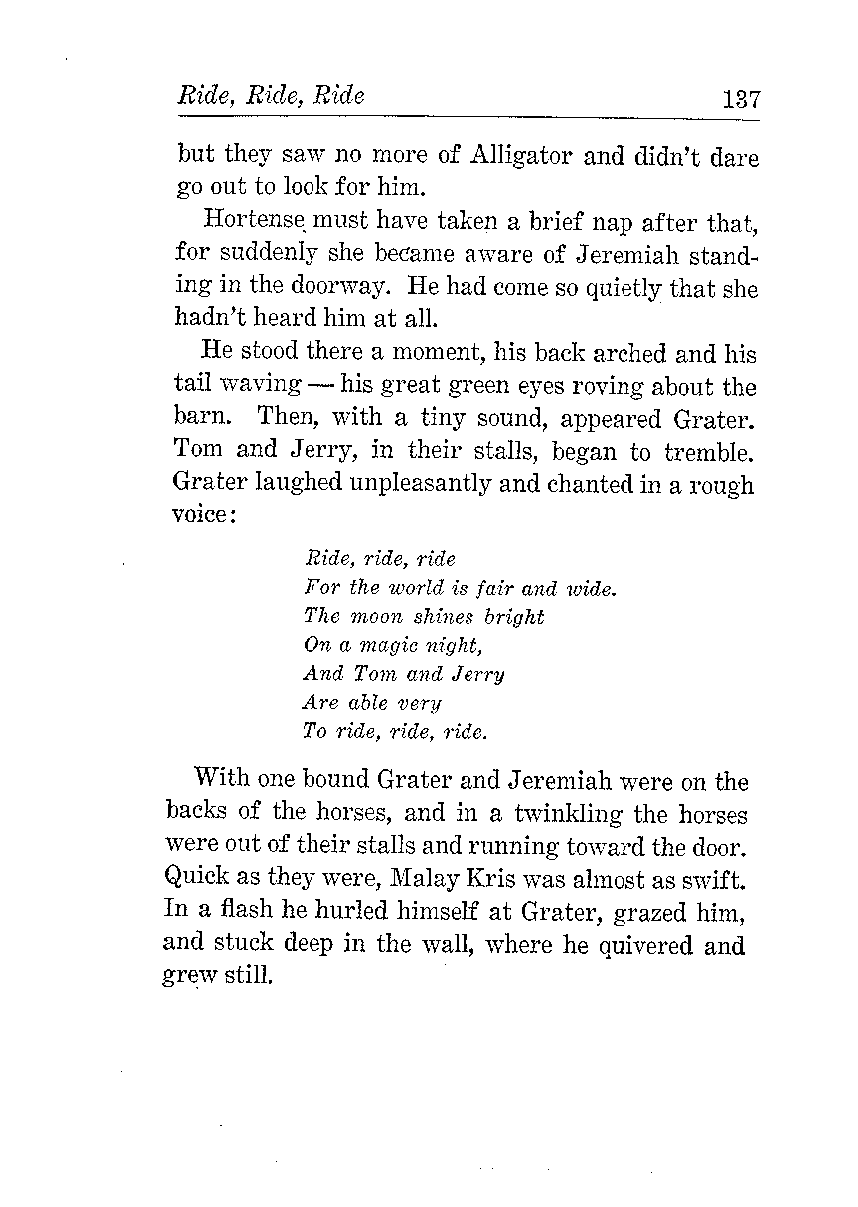 Ride, Ride, Ride 137
but they saw no more of Alligator and didn't dare
go out to look for him.
Hortense must have taken a brief nap after that,
for suddenly she became aware of Jeremiah stand-
ing in the doorway. He had come so quietly that she
hadn't heard him at all.
He stood there a moment, his back arched and his
tail waving — his great green eyes roving about the
barn. Then, with a tiny sound, appeared Grater.
Tom and Jerry, in their stalls, began to tremble.
Grater laughed unpleasantly and chanted in a rough
voice:
Ride, ride, ride
For the world is fair and wide.
The moon shines bright
On a magic night,
And Tom and Jerry
Are able very
To ride, ride, ride.
With one bound Grater and Jeremiah were on the
backs of the horses, and in a twinkling the horses
were out of their stalls and running toward the door.
Quick as they were, Malay Kris was almost as swift.
In a flash he hurled himself at Grater, grazed him,
and stuck deep in the wall, where he quivered and
grew still.